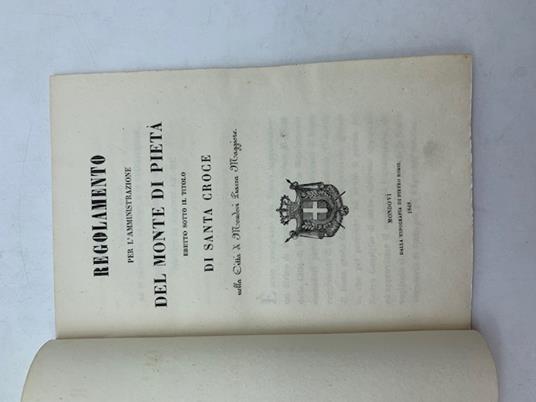 REGOLAMENTO
PER L'AMMINISTRAZIONE
DEL MONTE DI PIETÀ
ERETTO SOTTO IL TITOLO
DI SANTA CROCE
nella Città di Mondovì Piazza Maggiore.
MONDOVÌ
DALLA TIPOGRAFIA DI PIETRO ROSSI.